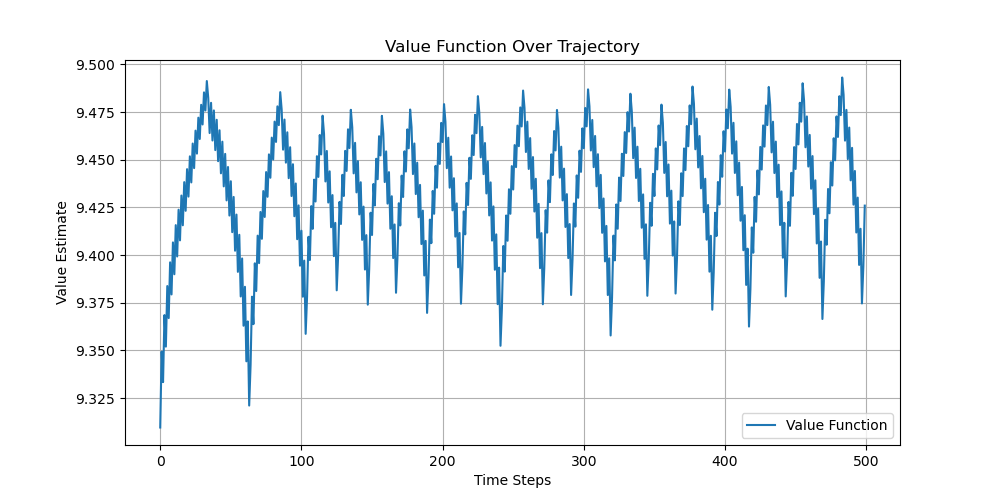 Value Function Over Trajectory
9.500
9.475
9.450
9.425
9.400
9.375
9.350
9.325
Value Estimate
Value Function
0 100 200 300 400 500
Time Steps